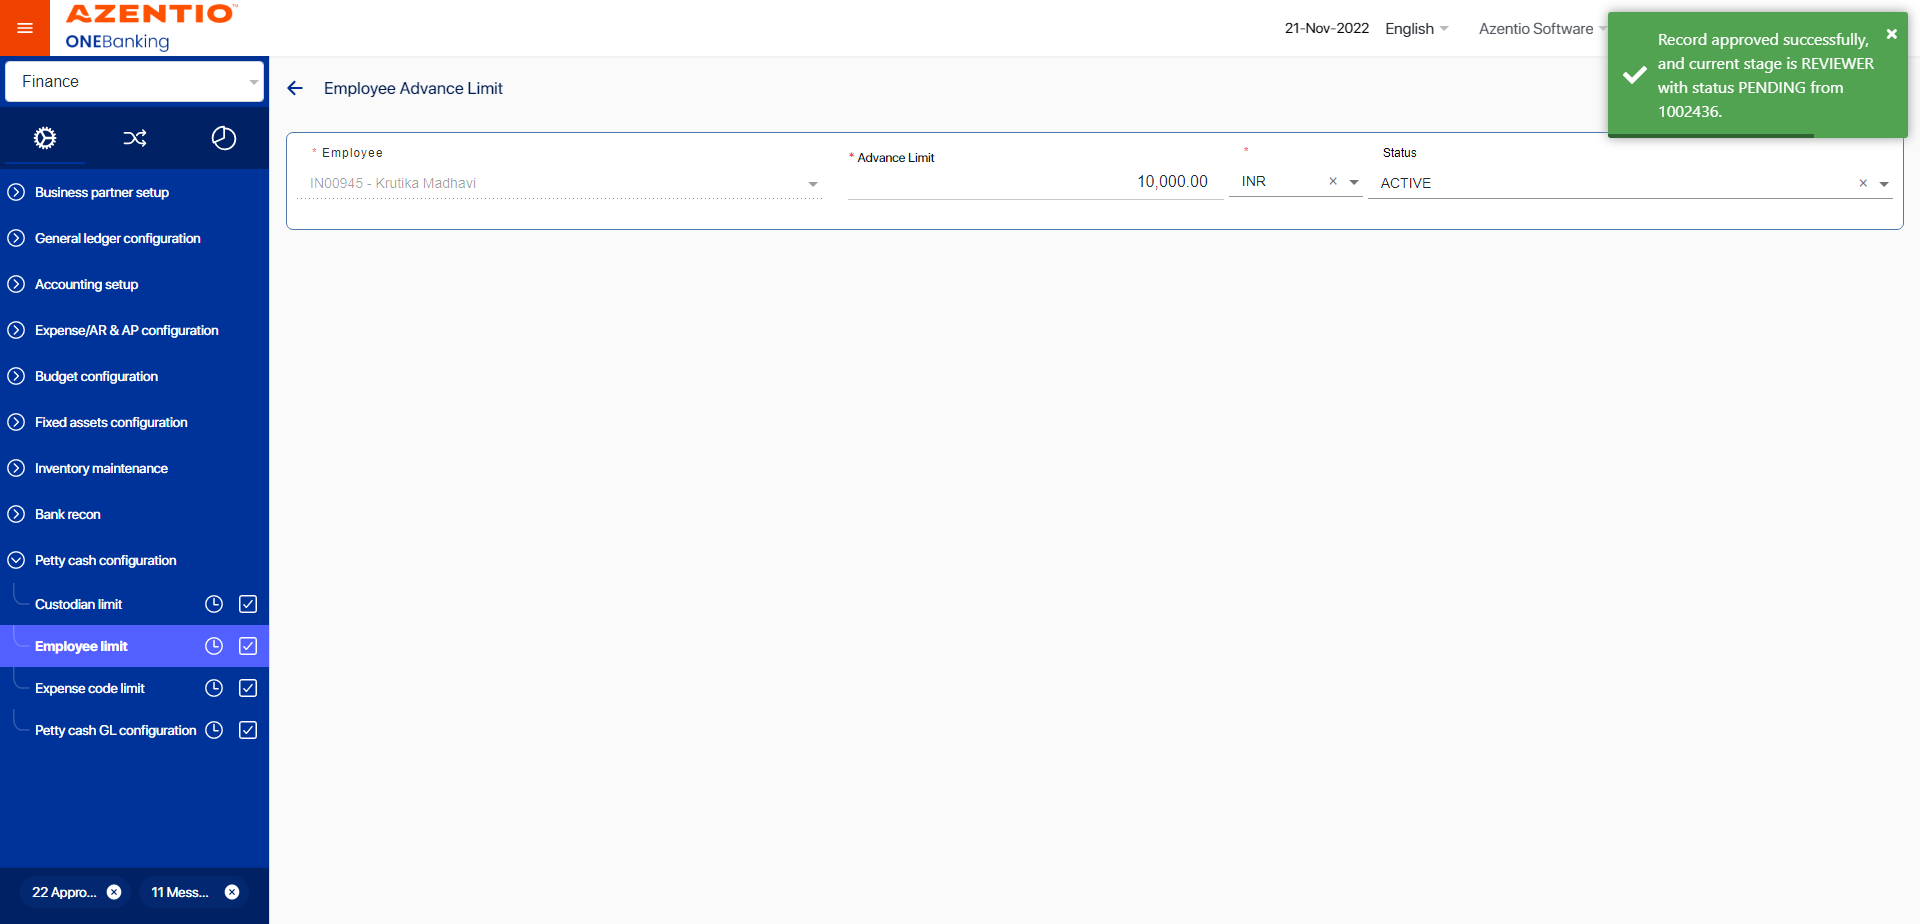 AZENTIO™
ONEBanking
21-Nov-2022
English
Azentio Software
Record approved successfully,
and current stage is REVIEWER
with status PENDING from
1002436.
Finance
Employee Advance Limit
* Employee
IN00945 - Krutika Madhavi
* Advance Limit
10,000.00
*
INR
Status
ACTIVE
Business partner setup
General ledger configuration
Accounting setup
Expense/AR & AP configuration
Budget configuration
Fixed assets configuration
Inventory maintenance
Bank recon
Petty cash configuration
Custodian limit
Employee limit
Expense code limit
Petty cash GL configuration
22 Appro...
11 Mess...